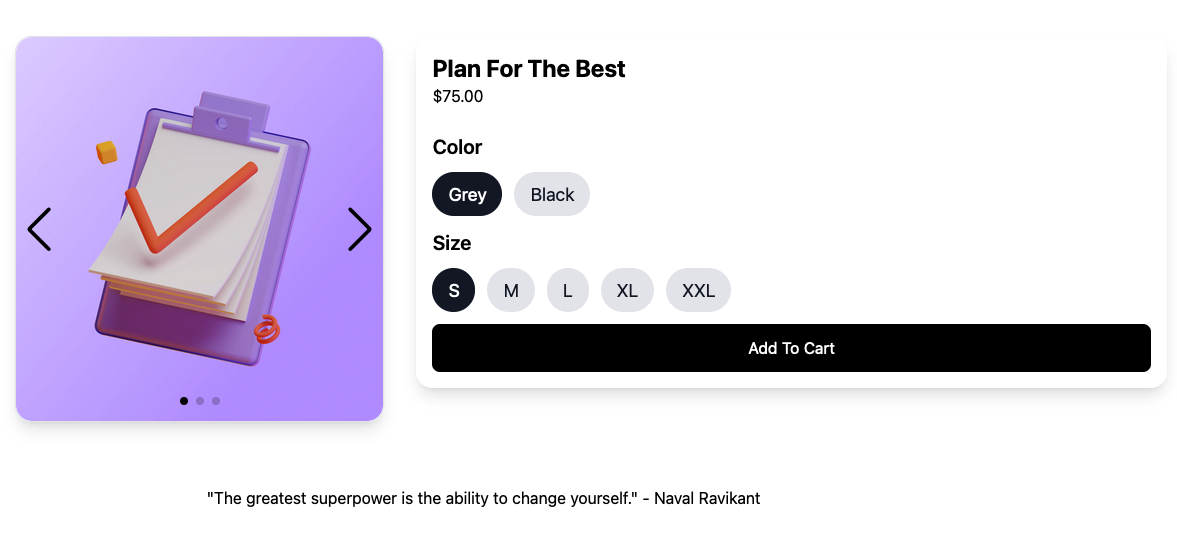 Plan For The Best
$75.00
Color
Grey Black
Size
S M L XL XXL
Add To Cart
"The greatest superpower is the ability to change yourself." - Naval Ravikant